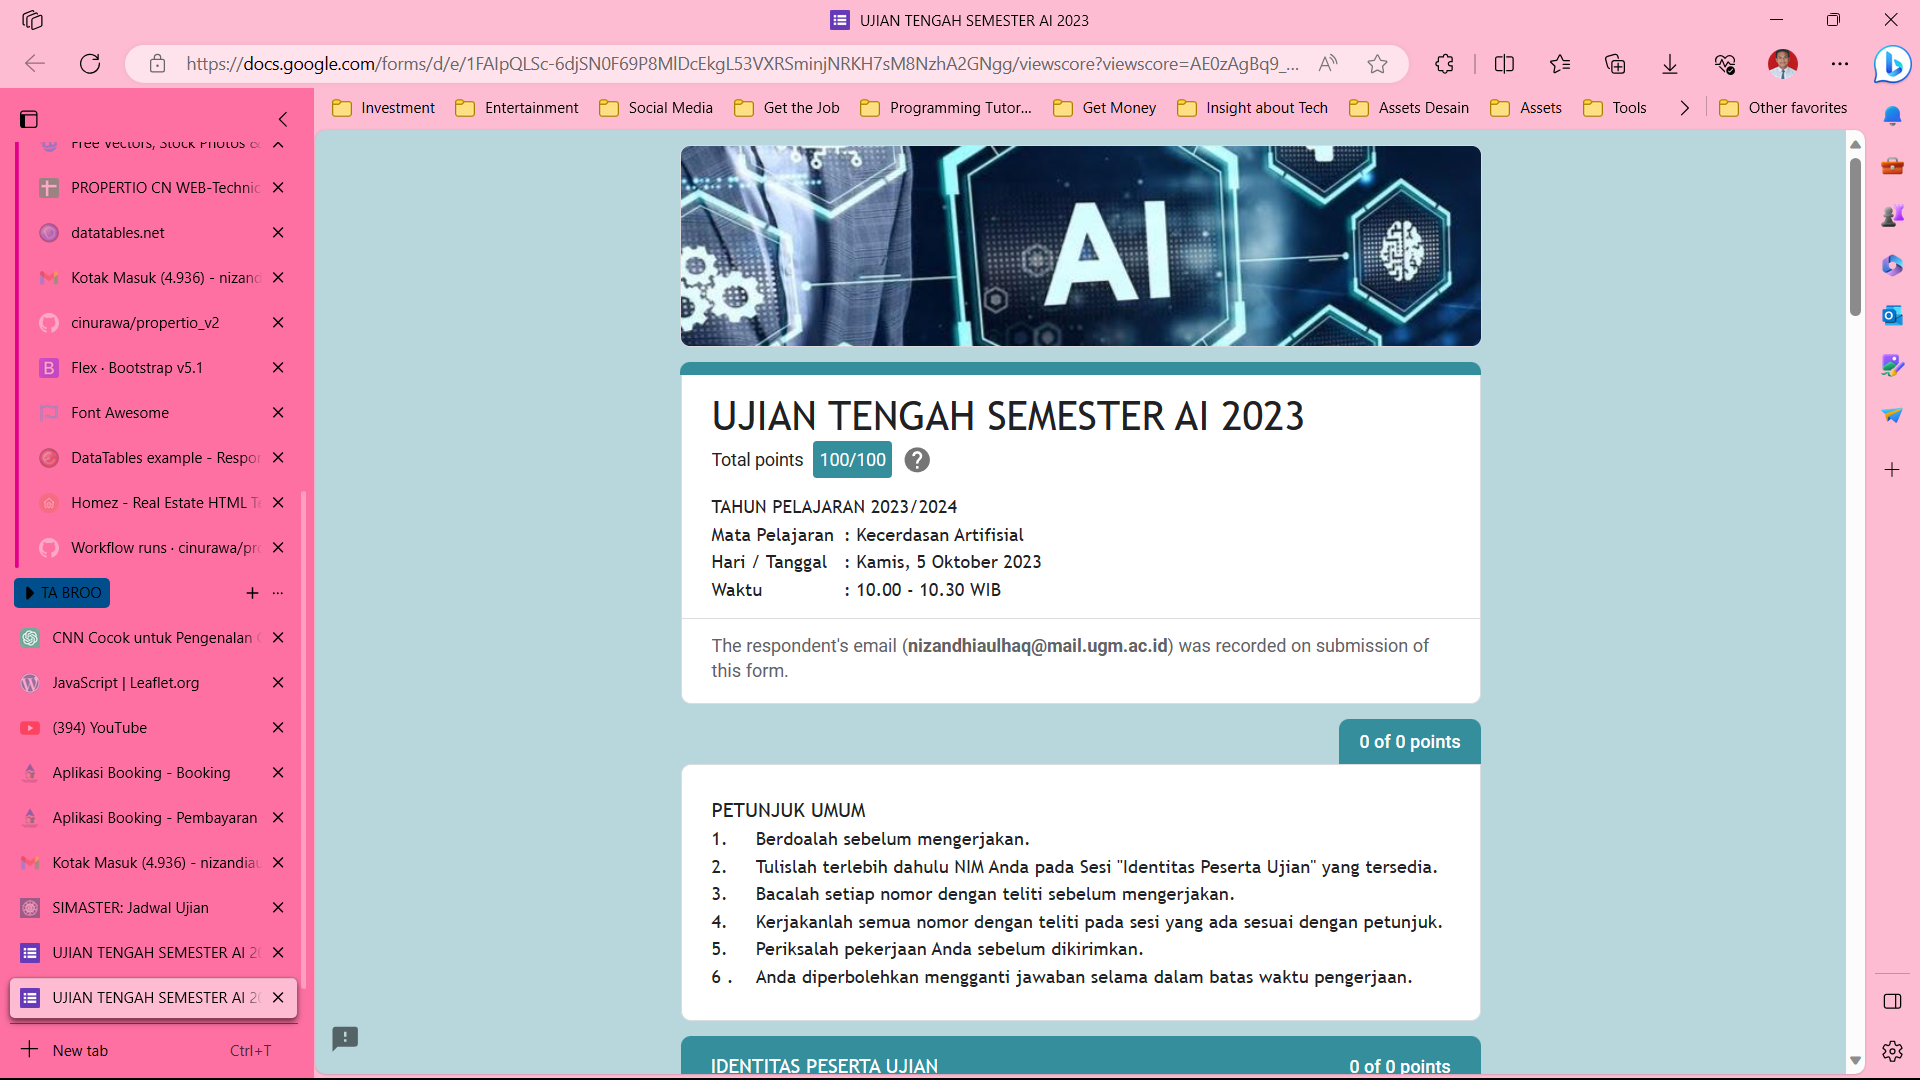 UJIAN TENGAH SEMESTER AI 2023
https://docs.google.com/forms/d/e/1FAIpQLSc-6djSN0F69P8MlDcEkgL53VXRSminjNRKH7sM8NzhA2GNgg/viewscore?viewscore=AE0zAgBq9_...
Investment
Entertainment
Social Media
Get the Job
Programming Tutor...
Get Money
Insight about Tech
Assets Desain
Assets
Tools
Other favorites
Free Vectors, Stock Photos &
PROPERTIO CN WEB-Technic
datatables.net
Kotak Masuk (4.936) - nizand
cinurawa/propertio_v2
Flex · Bootstrap v5.1
Font Awesome
DataTables example - Respon
Homez - Real Estate HTML Te
Workflow runs · cinurawa/pro
TA BROO
CNN Cocok untuk Pengenalan
JavaScript | Leaflet.org
(394) YouTube
Aplikasi Booking - Booking
Aplikasi Booking - Pembayaran
Kotak Masuk (4.936) - nizandiau
SIMASTER: Jadwal Ujian
UJIAN TENGAH SEMESTER AI 20
UJIAN TENGAH SEMESTER AI 20
New tab
Ctrl+T
AI
UJIAN TENGAH SEMESTER AI 2023
Total points 100/100
TAHUN PELAJARAN 2023/2024
Mata Pelajaran : Kecerdasan Artifisial
Hari / Tanggal : Kamis, 5 Oktober 2023
Waktu : 10.00 - 10.30 WIB
The respondent's email (nizandhiaulhaq@mail.ugm.ac.id) was recorded on submission of
this form.
0 of 0 points
PETUNJUK UMUM
1. Berdoalah sebelum mengerjakan.
2. Tulislah terlebih dahulu NIM Anda pada Sesi "Identitas Peserta Ujian" yang tersedia.
3. Bacalah setiap nomor dengan teliti sebelum mengerjakan.
4. Kerjakanlah semua nomor dengan teliti pada sesi yang ada sesuai dengan petunjuk.
5. Periksalah pekerjaan Anda sebelum dikirimkan.
6 . Anda diperbolehkan mengganti jawaban selama dalam batas waktu pengerjaan.
IDENTITAS PESERTA UJIAN
0 of 0 points